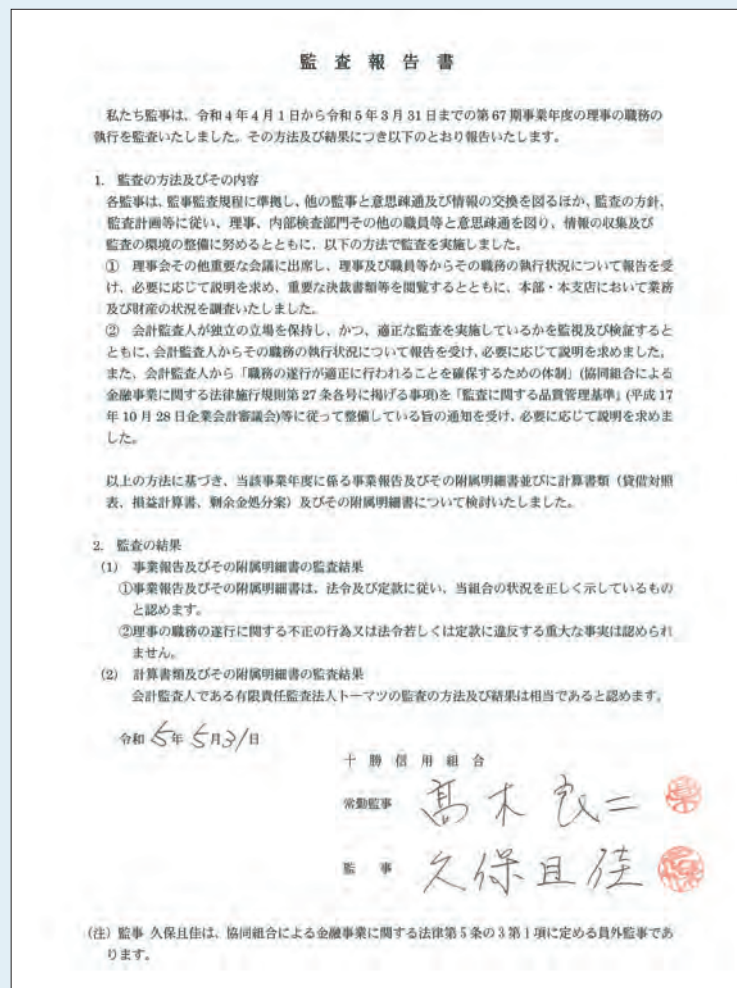 監査報告書
私たち監事は、令和4年4月1日から令和5年3月31日までの第67期事業年度の理事の職務の
執行を監査いたしました。その方法及び結果につき以下のとおり報告いたします。
1. 監査の方法及びその内容
各監事は、監事監査規程に準拠し、他の監事と意思疎通及び情報の交換を図るほか、監査の方針、
監査計画等に従い、理事、内部検査部門その他の職員等と意思疎通を図り、情報の収集及び
監査の環境の整備に努めるとともに、以下の方法で監査を実施しました。
① 理事会その他重要な会議に出席し、理事及び職員等からその職務の執行状況について報告を受
け、必要に応じて説明を求め、重要な決裁書類等を閲覧するとともに、本部・本支店において業務
及び財産の状況を調査いたしました。
② 会計監査人が独立の立場を保持し、かつ、適正な監査を実施しているかを監視及び検証すると
ともに、会計監査人からその職務の執行状況について報告を受け、必要に応じて説明を求めました。
また、会計監査人から「職務の遂行が適正に行われることを確保するための体制」(協同組合による
金融事業に関する法律施行規則第27条各号に掲げる事項)を「監査に関する品質管理基準」(平成17
年10月28日企業会計審議会)等に従って整備している旨の通知を受け、必要に応じて説明を求めま
した。
以上の方法に基づき、当該事業年度に係る事業報告及びその附属明細書並びに計算書類(貸借対照
表、損益計算書、剰余金処分案)及びその附属明細書について検討いたしました。
2. 監査の結果
(1) 事業報告及びその附属明細書の監査結果
①事業報告及びその附属明細書は、法令及び定款に従い、当組合の状況を正しく示しているもの
と認めます。
②理事の職務の遂行に関する不正の行為又は法令若しくは定款に違反する重大な事実は認められ
ません。
(2) 計算書類及びその附属明細書の監査結果
会計監査人である有限責任監査法人トーマツの監査の方法及び結果は相当であると認めます。
令和5年5月31日
十勝信用組合
常勤監事 髙木良二
監事 久保且佳
(注) 監事 久保且佳は、協同組合による金融事業に関する法律第5条の3第1項に定める員外監事であ
ります。